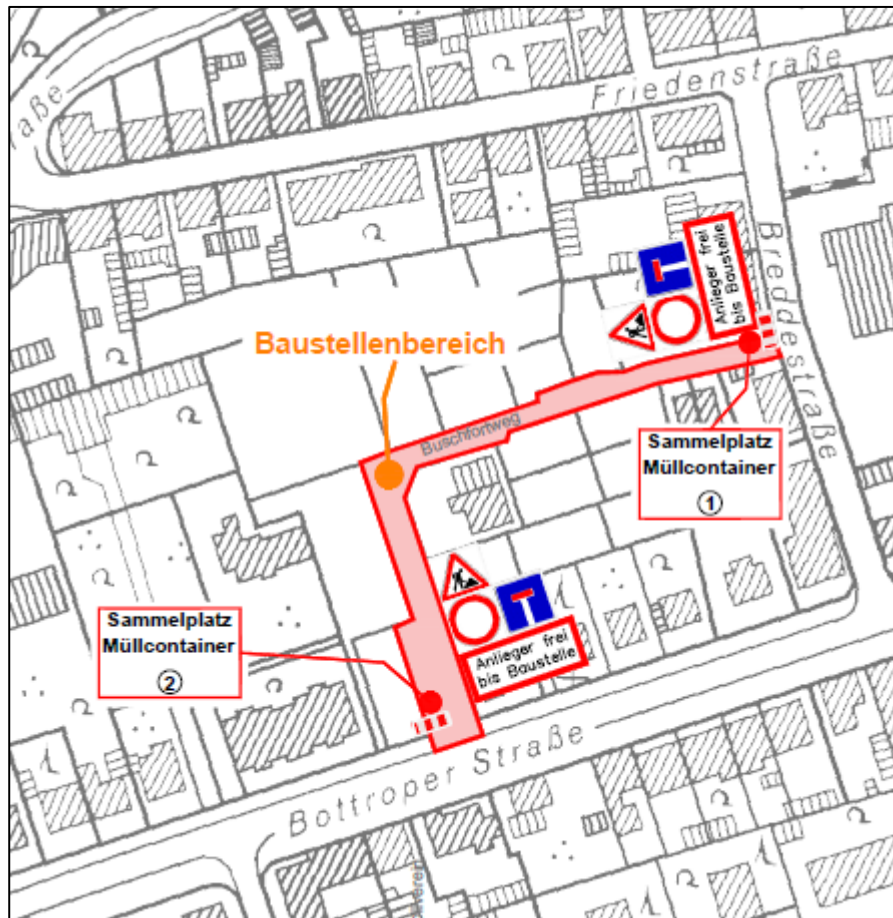 Friedenstraße
raße
Anlieger frei
bis Baustelle
Breddestraße
Baustellenbereich
Buschfortweg
Sammelplatz
Müllcontainer
①
Anlieger frei
bis Baustelle
Sammelplatz
Müllcontainer
②
Bottroper Straße